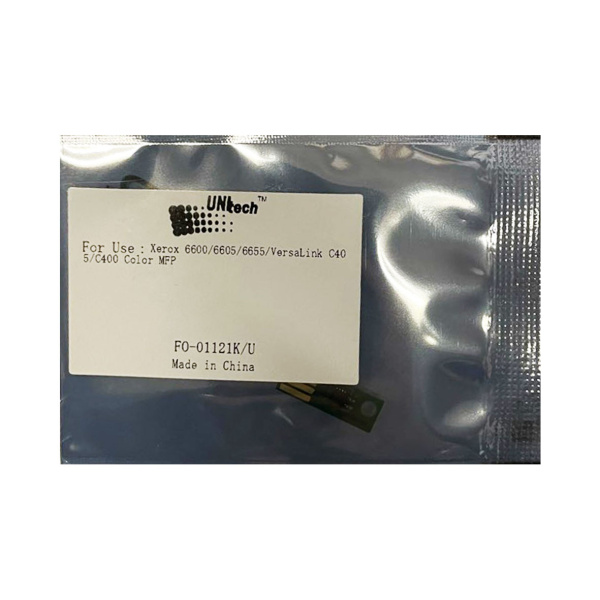 UNItech™
For Use : Xerox 6600/6605/6655/VersaLink C40
5/C400 Color MFP
FO-01121K/U
Made in China